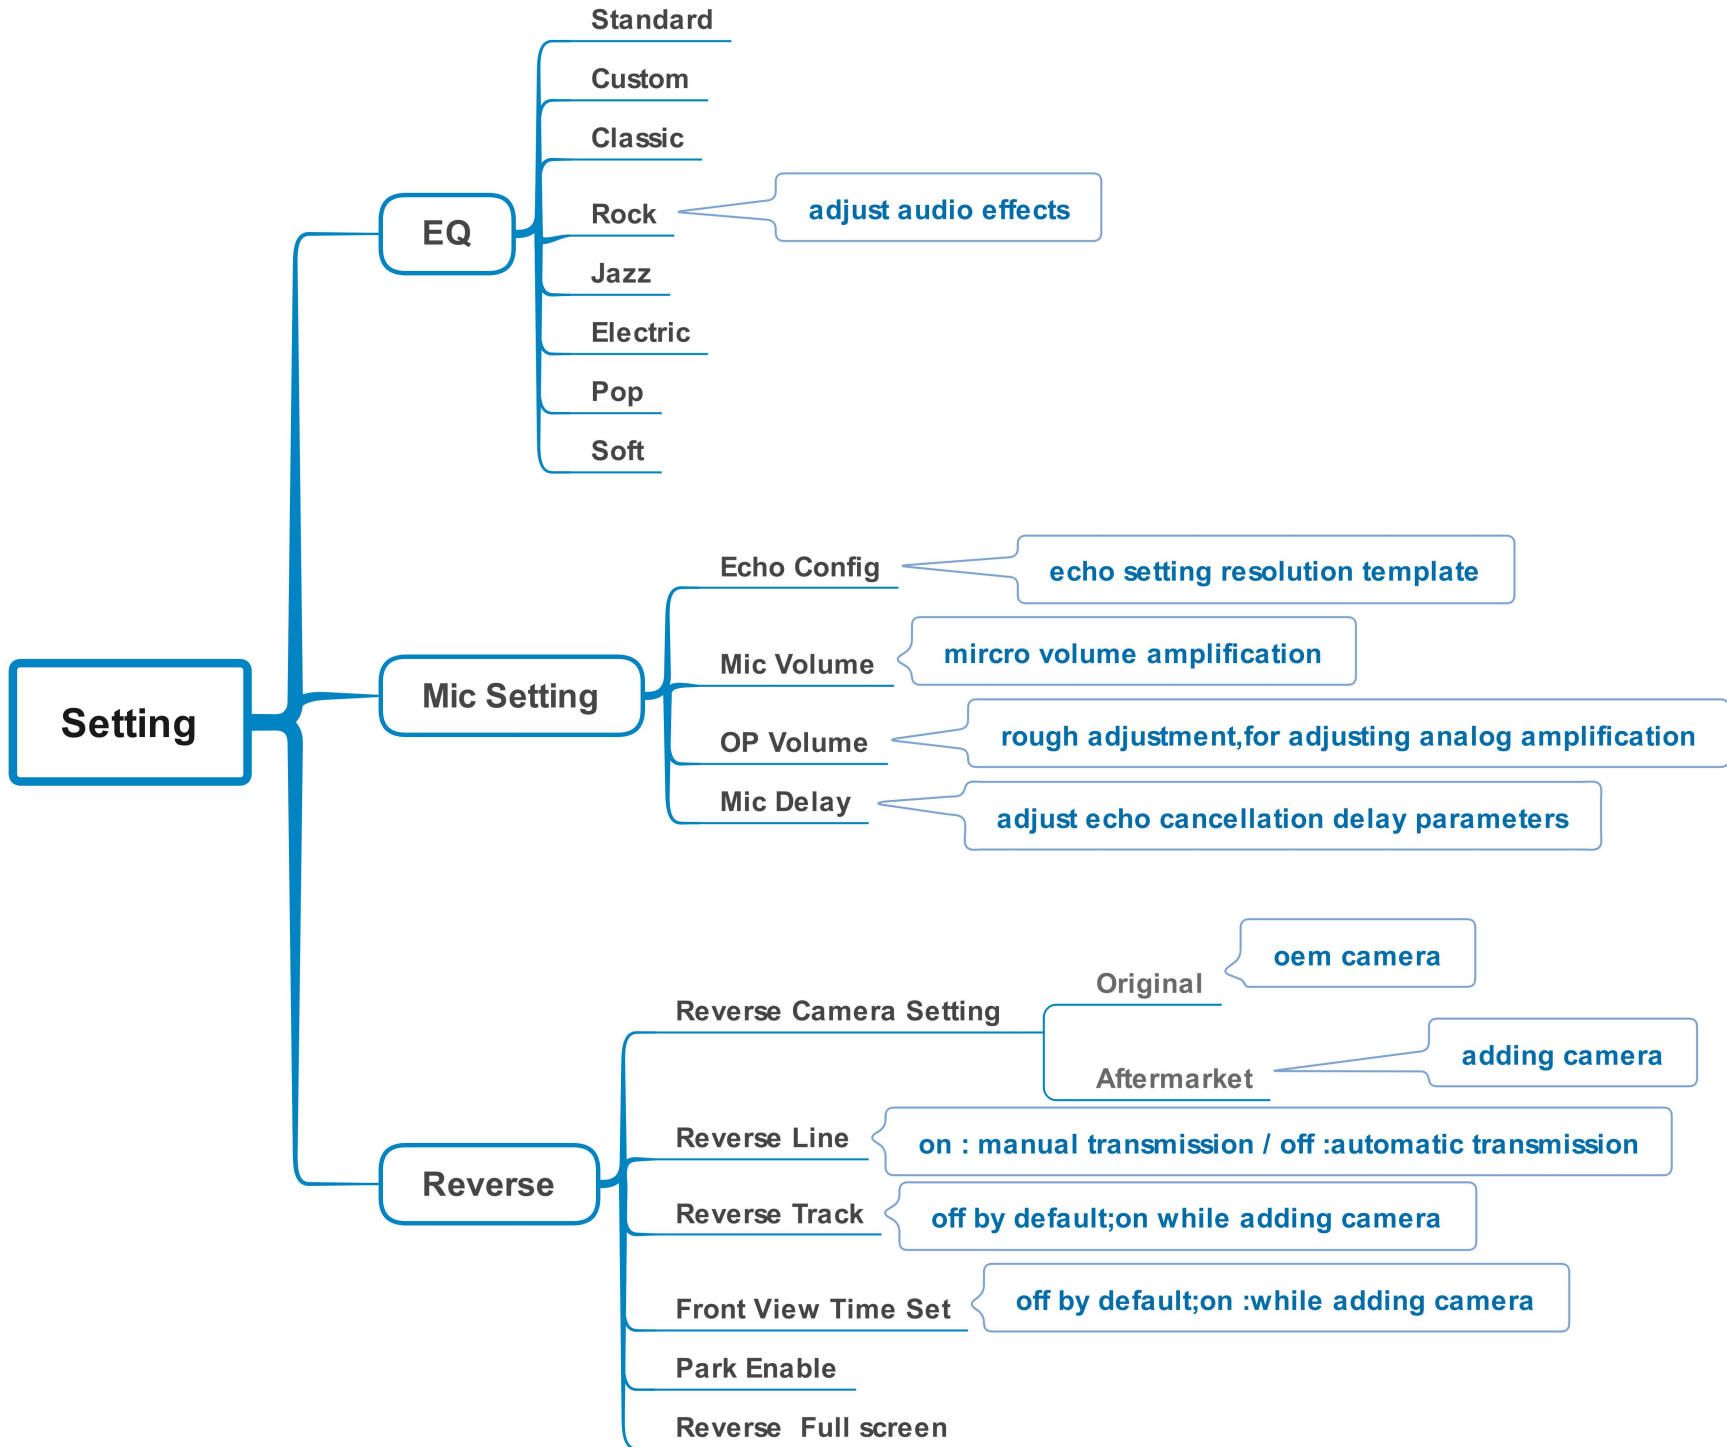 Setting
EQ
Standard
Custom
Classic
Rock
adjust audio effects
Jazz
Electric
Pop
Soft
Mic Setting
Echo Config
echo setting resolution template
Mic Volume
mircro volume amplification
OP Volume
rough adjustment,for adjusting analog amplification
Mic Delay
adjust echo cancellation delay parameters
Reverse
Reverse Camera Setting
Original
oem camera
Aftermarket
adding camera
Reverse Line
on : manual transmission / off :automatic transmission
Reverse Track
off by default;on while adding camera
Front View Time Set
off by default;on :while adding camera
Park Enable
Reverse  Full screen